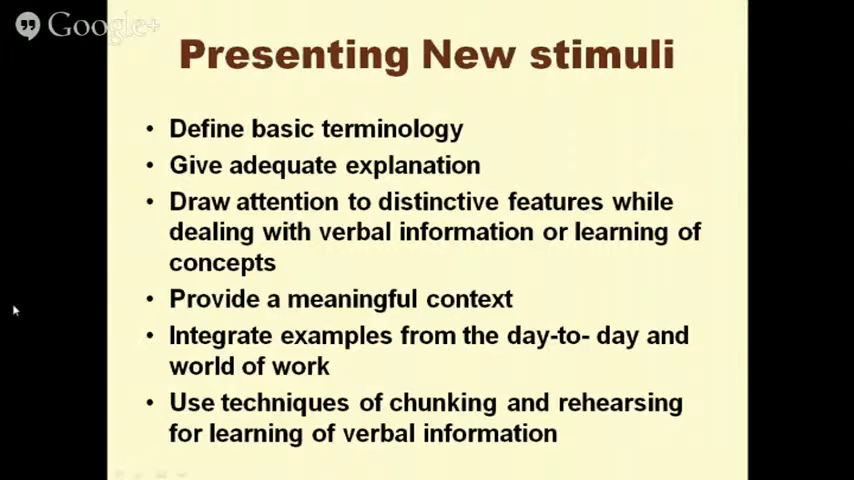 Google+
Presenting New stimuli
• Define basic terminology
• Give adequate explanation
• Draw attention to distinctive features while
dealing with verbal information or learning of
concepts
• Provide a meaningful context
• Integrate examples from the day-to- day and
world of work
• Use techniques of chunking and rehearsing
for learning of verbal information